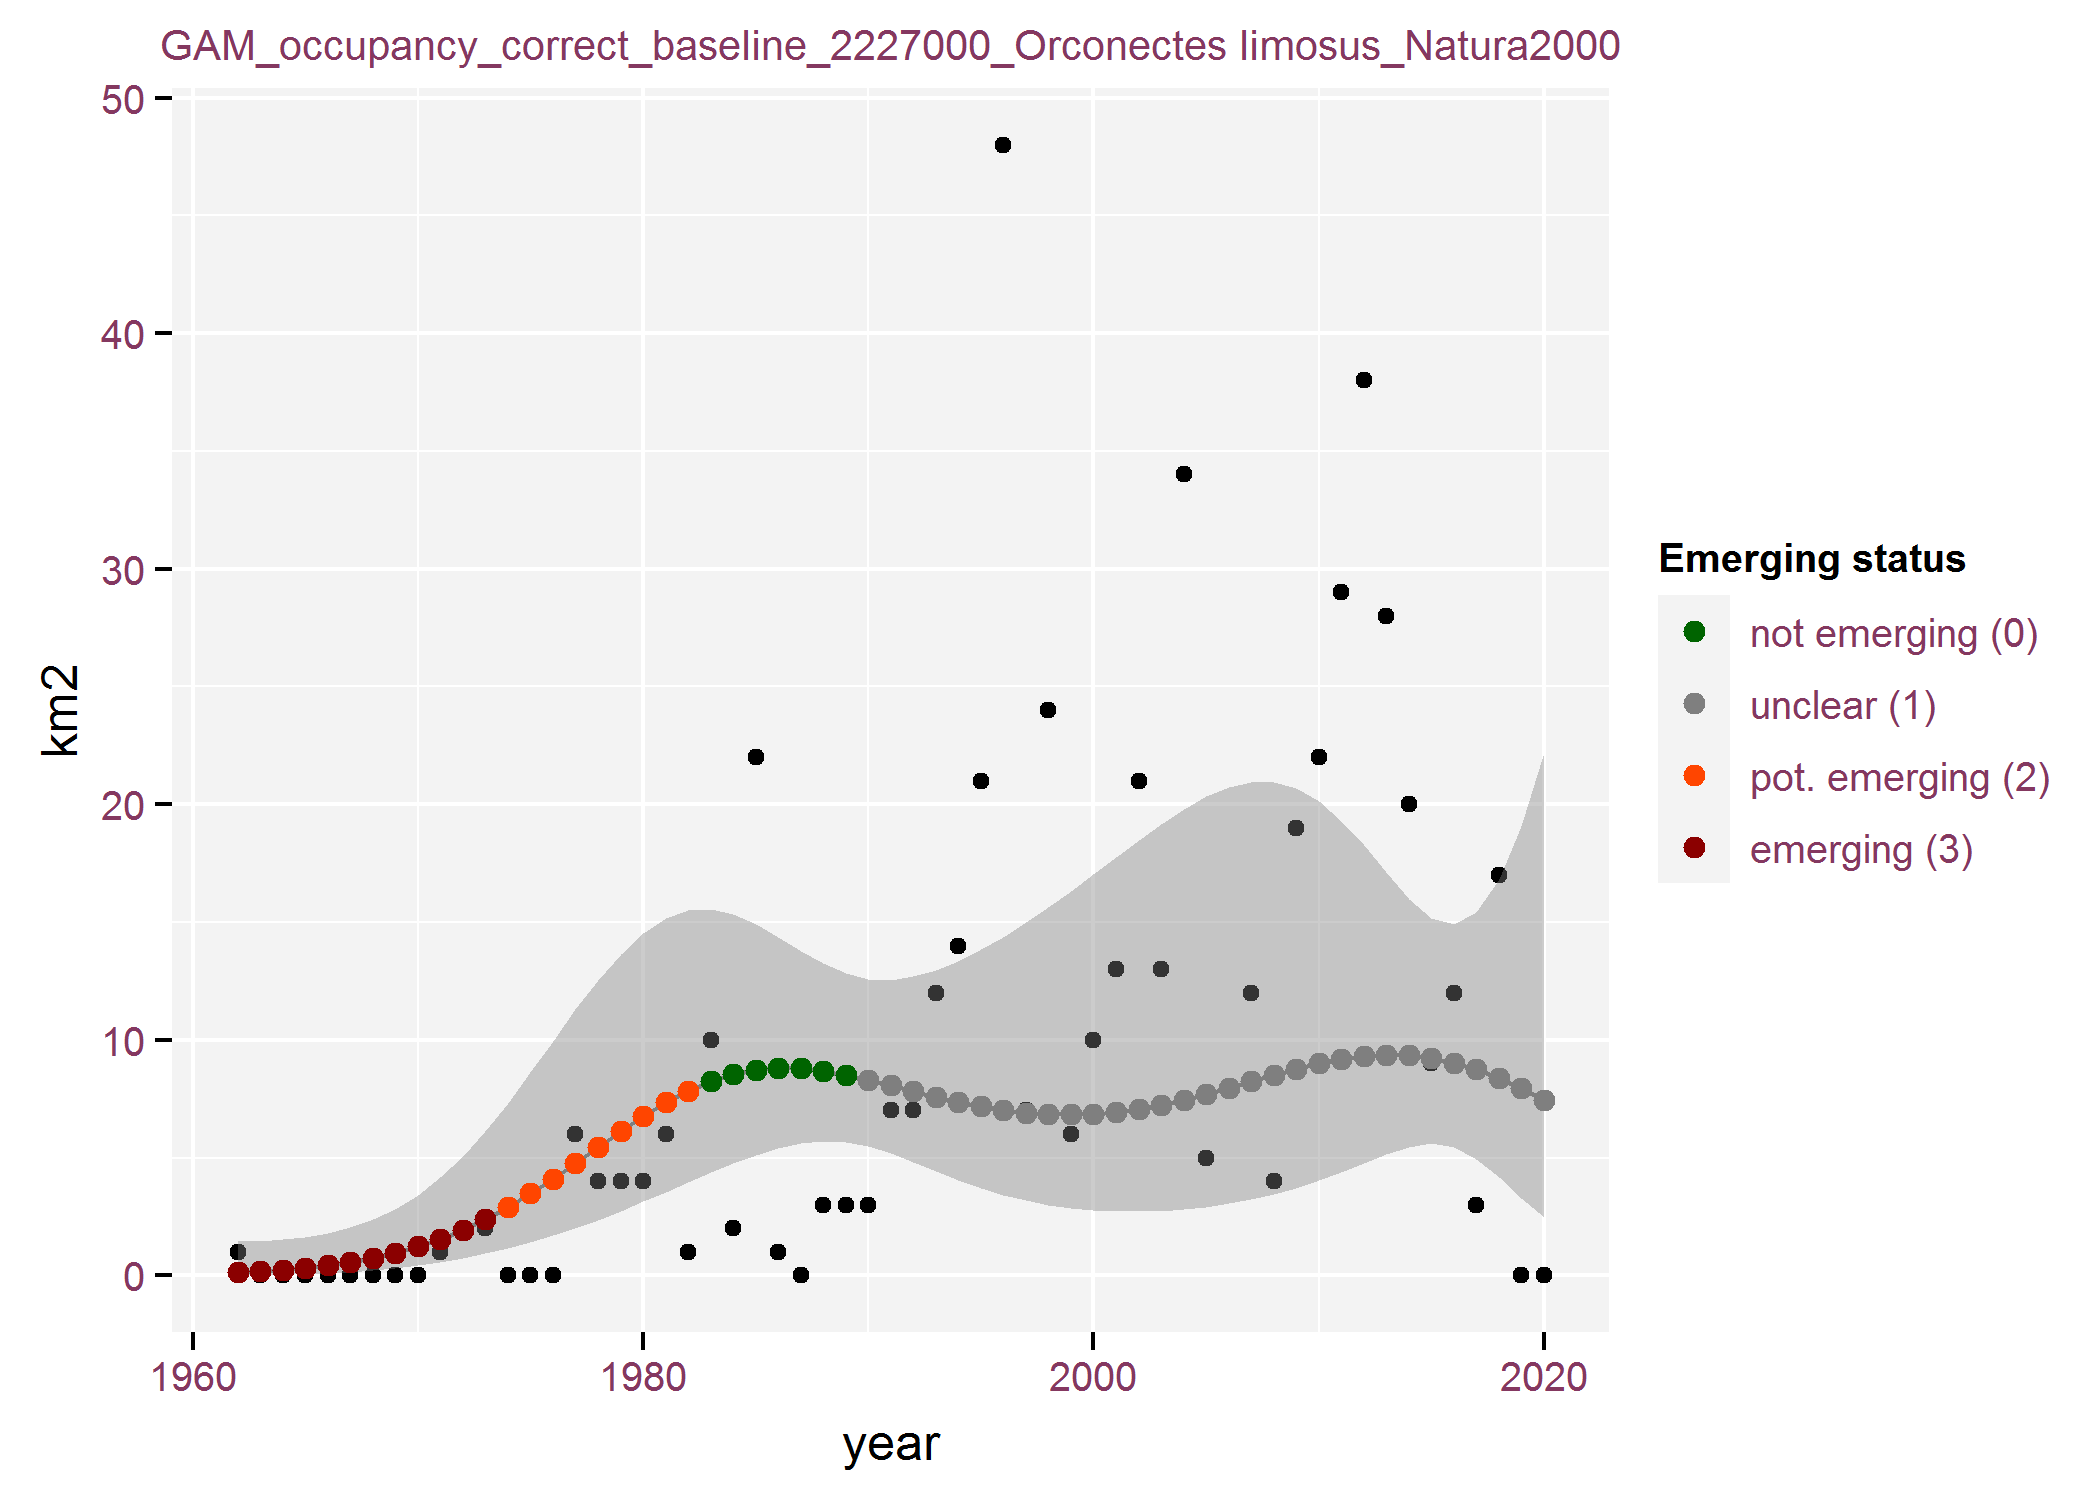 GAM_occupancy_correct_baseline_2227000_Orconectes limosus_Natura2000
50
40
30
20
10
0
km2
1960
1980
2000
2020
year
Emerging status
not emerging (0)
unclear (1)
pot. emerging (2)
emerging (3)